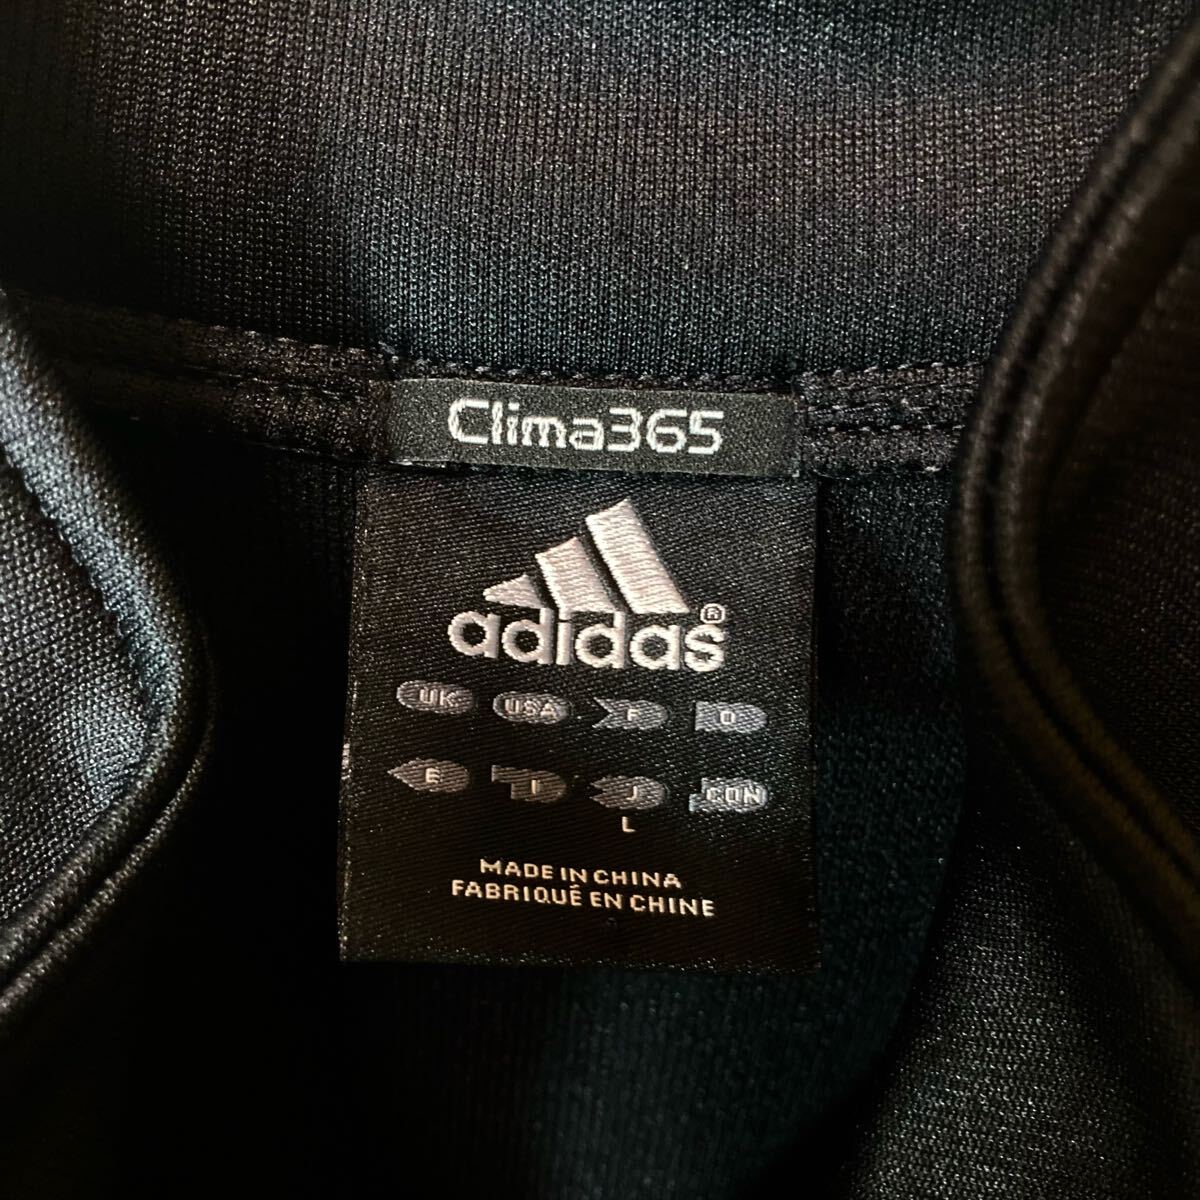 Clima365
adidas®
UK USA F D
E I J CON
L
MADE IN CHINA
FABRIQUÉ EN CHINE